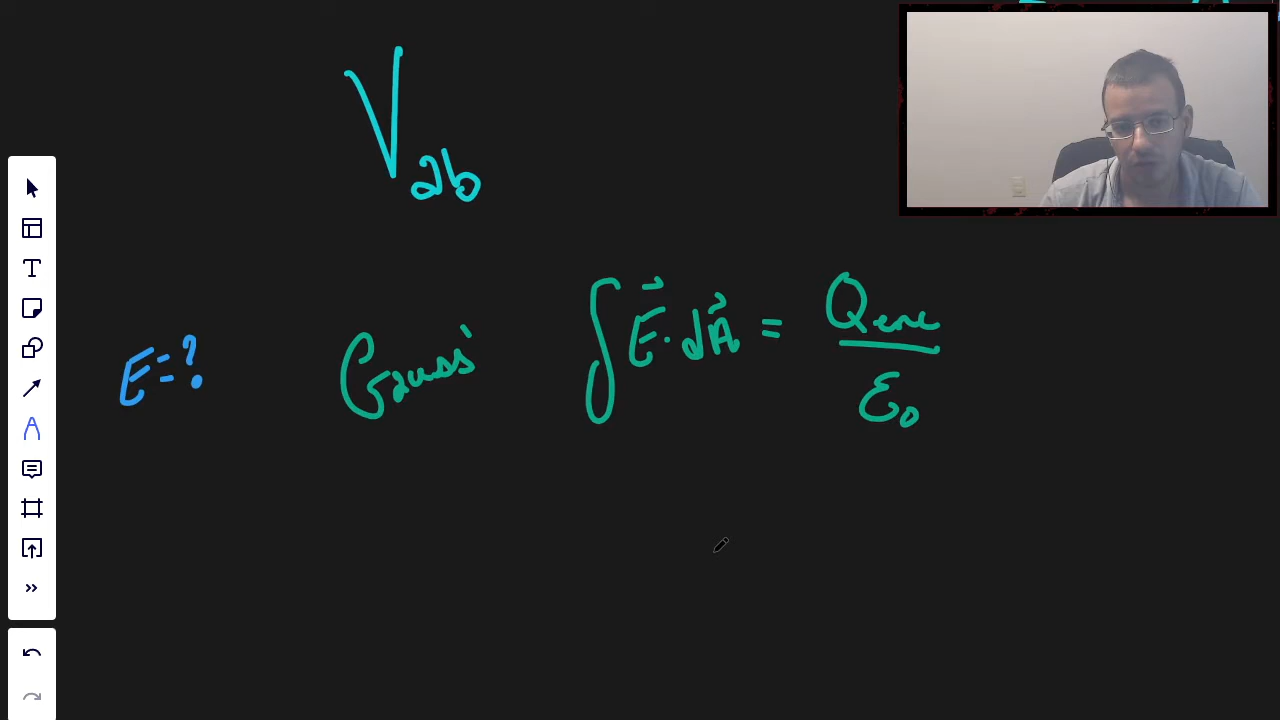 V_ab
E=?
Gauss'
∫ E⃗ · dA⃗ = Q_enc / ε₀
T
A